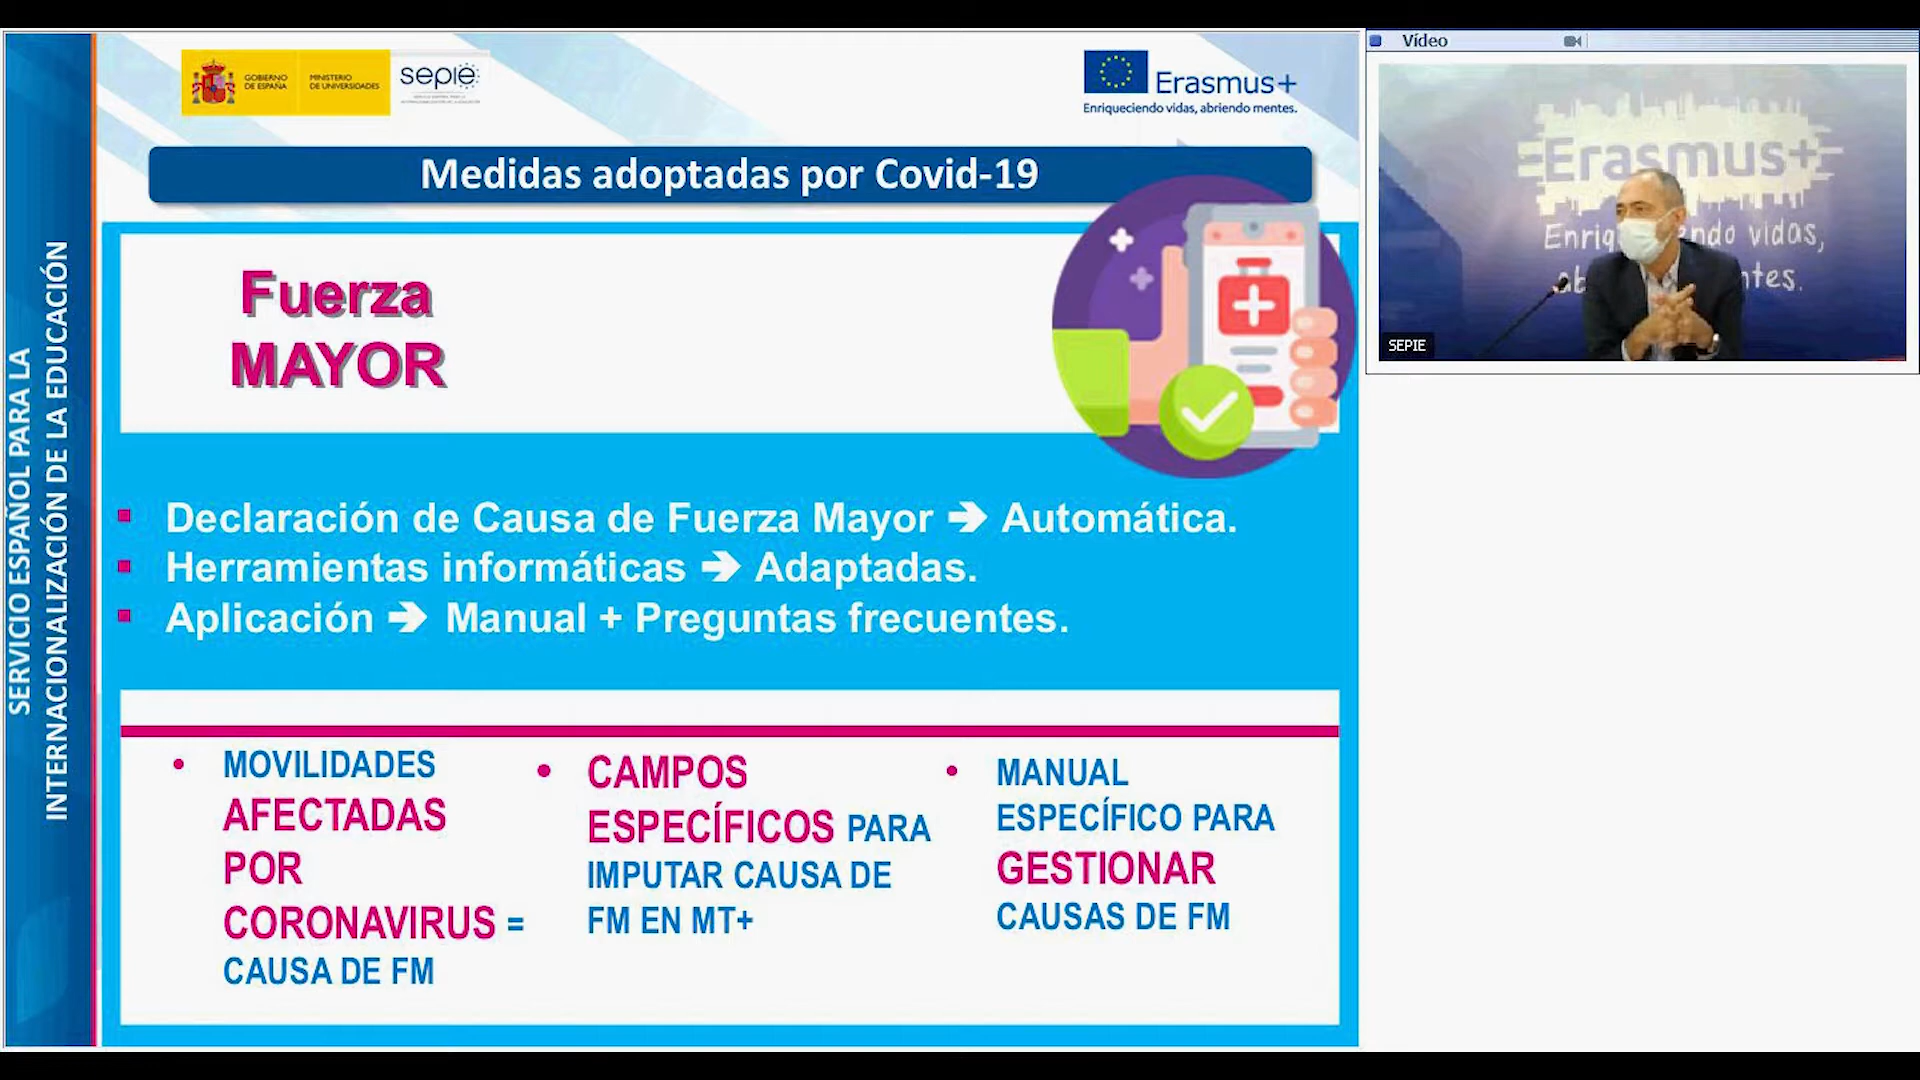 SERVICIO ESPAÑOL PARA LA
INTERNACIONALIZACIÓN DE LA EDUCACIÓN
GOBIERNO
DE ESPAÑA
MINISTERIO
DE UNIVERSIDADES
sepie
Erasmus+
Enriqueciendo vidas, abriendo mentes.
Medidas adoptadas por Covid-19
Fuerza
MAYOR
Declaración de Causa de Fuerza Mayor ➔ Automática.
Herramientas informáticas ➔ Adaptadas.
Aplicación ➔ Manual + Preguntas frecuentes.
• MOVILIDADES
AFECTADAS
POR
CORONAVIRUS =
CAUSA DE FM
• CAMPOS
ESPECÍFICOS PARA
IMPUTAR CAUSA DE
FM EN MT+
• MANUAL
ESPECÍFICO PARA
GESTIONAR
CAUSAS DE FM
Vídeo
Erasmus+
vidas,
SEPIE